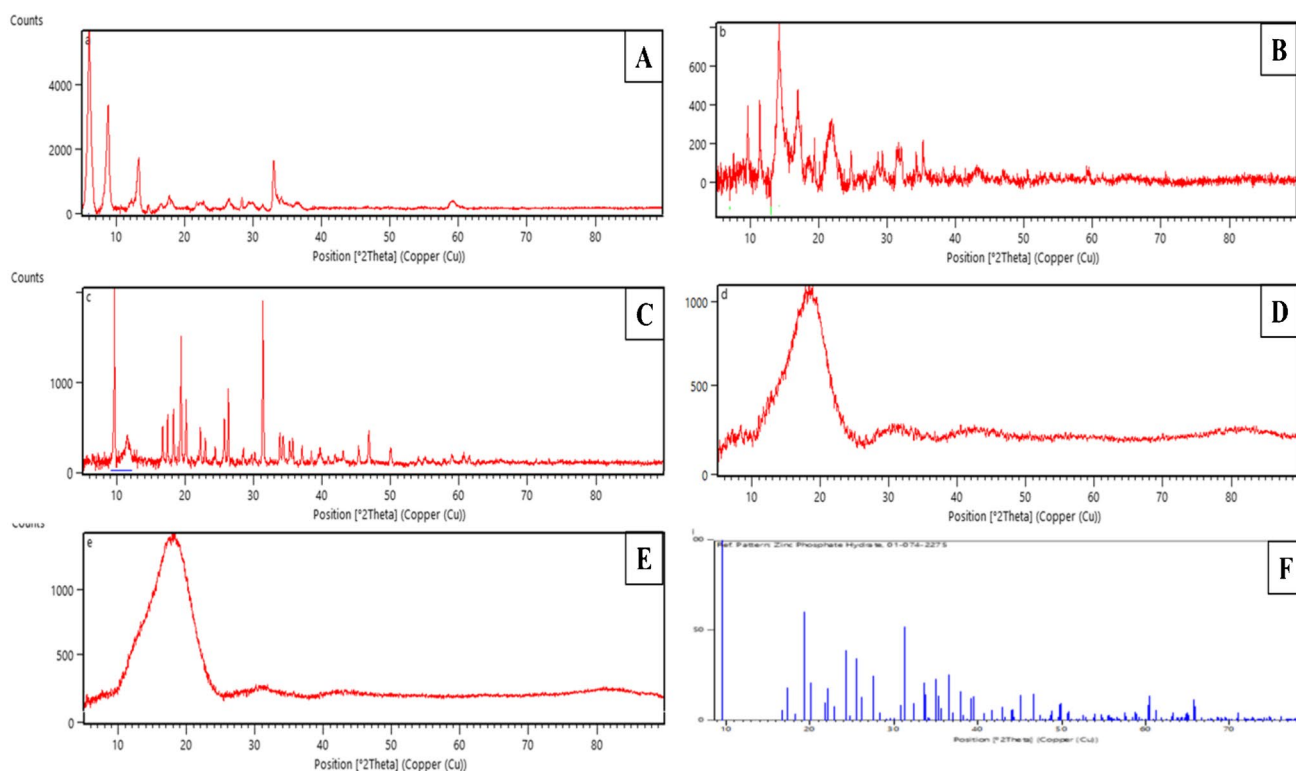 Counts
a
A
4000
2000
0
10 20 30 40 50 60 70 80
Position [°2Theta] (Copper (Cu))
b
B
600
400
200
0
10 20 30 40 50 60 70 80
Position [°2Theta] (Copper (Cu))
Counts
c
C
1000
0
10 20 30 40 50 60 70 80
Position [°2Theta] (Copper (Cu))
d
D
1000
500
0
10 20 30 40 50 60 70 80
Position [°2Theta] (Copper (Cu))
Counts
e
E
1000
500
0
10 20 30 40 50 60 70 80
Position [°2Theta] (Copper (Cu))
00
Ref. Pattern: Zinc Phosphate Hydrate, 01-074-2275
F
50
0
10 20 30 40 50 60 70
Position [°2Theta] (Copper (Cu))